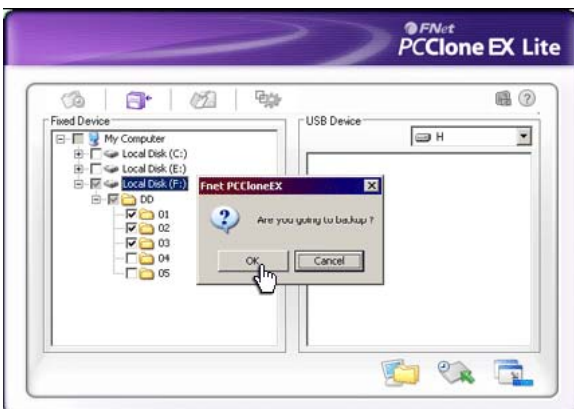 FNet
PCClone EX Lite
Fixed Device
My Computer
Local Disk (C:)
Local Disk (E:)
Local Disk (F:)
DD
01
02
03
04
05
USB Device
H
Fnet PCCloneEX
Are you going to backup ?
OK
Cancel